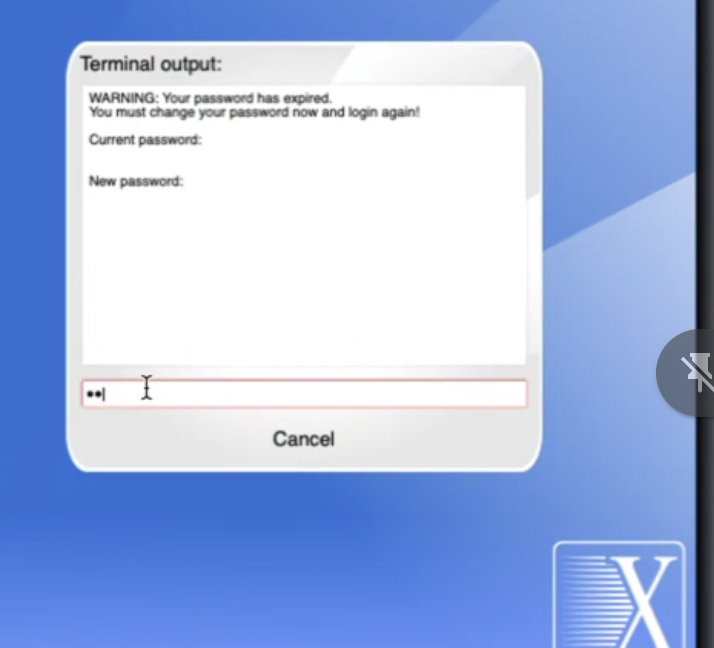 Terminal output:
WARNING: Your password has expired.
You must change your password now and login again!
Current password:
New password:
••
Cancel
X